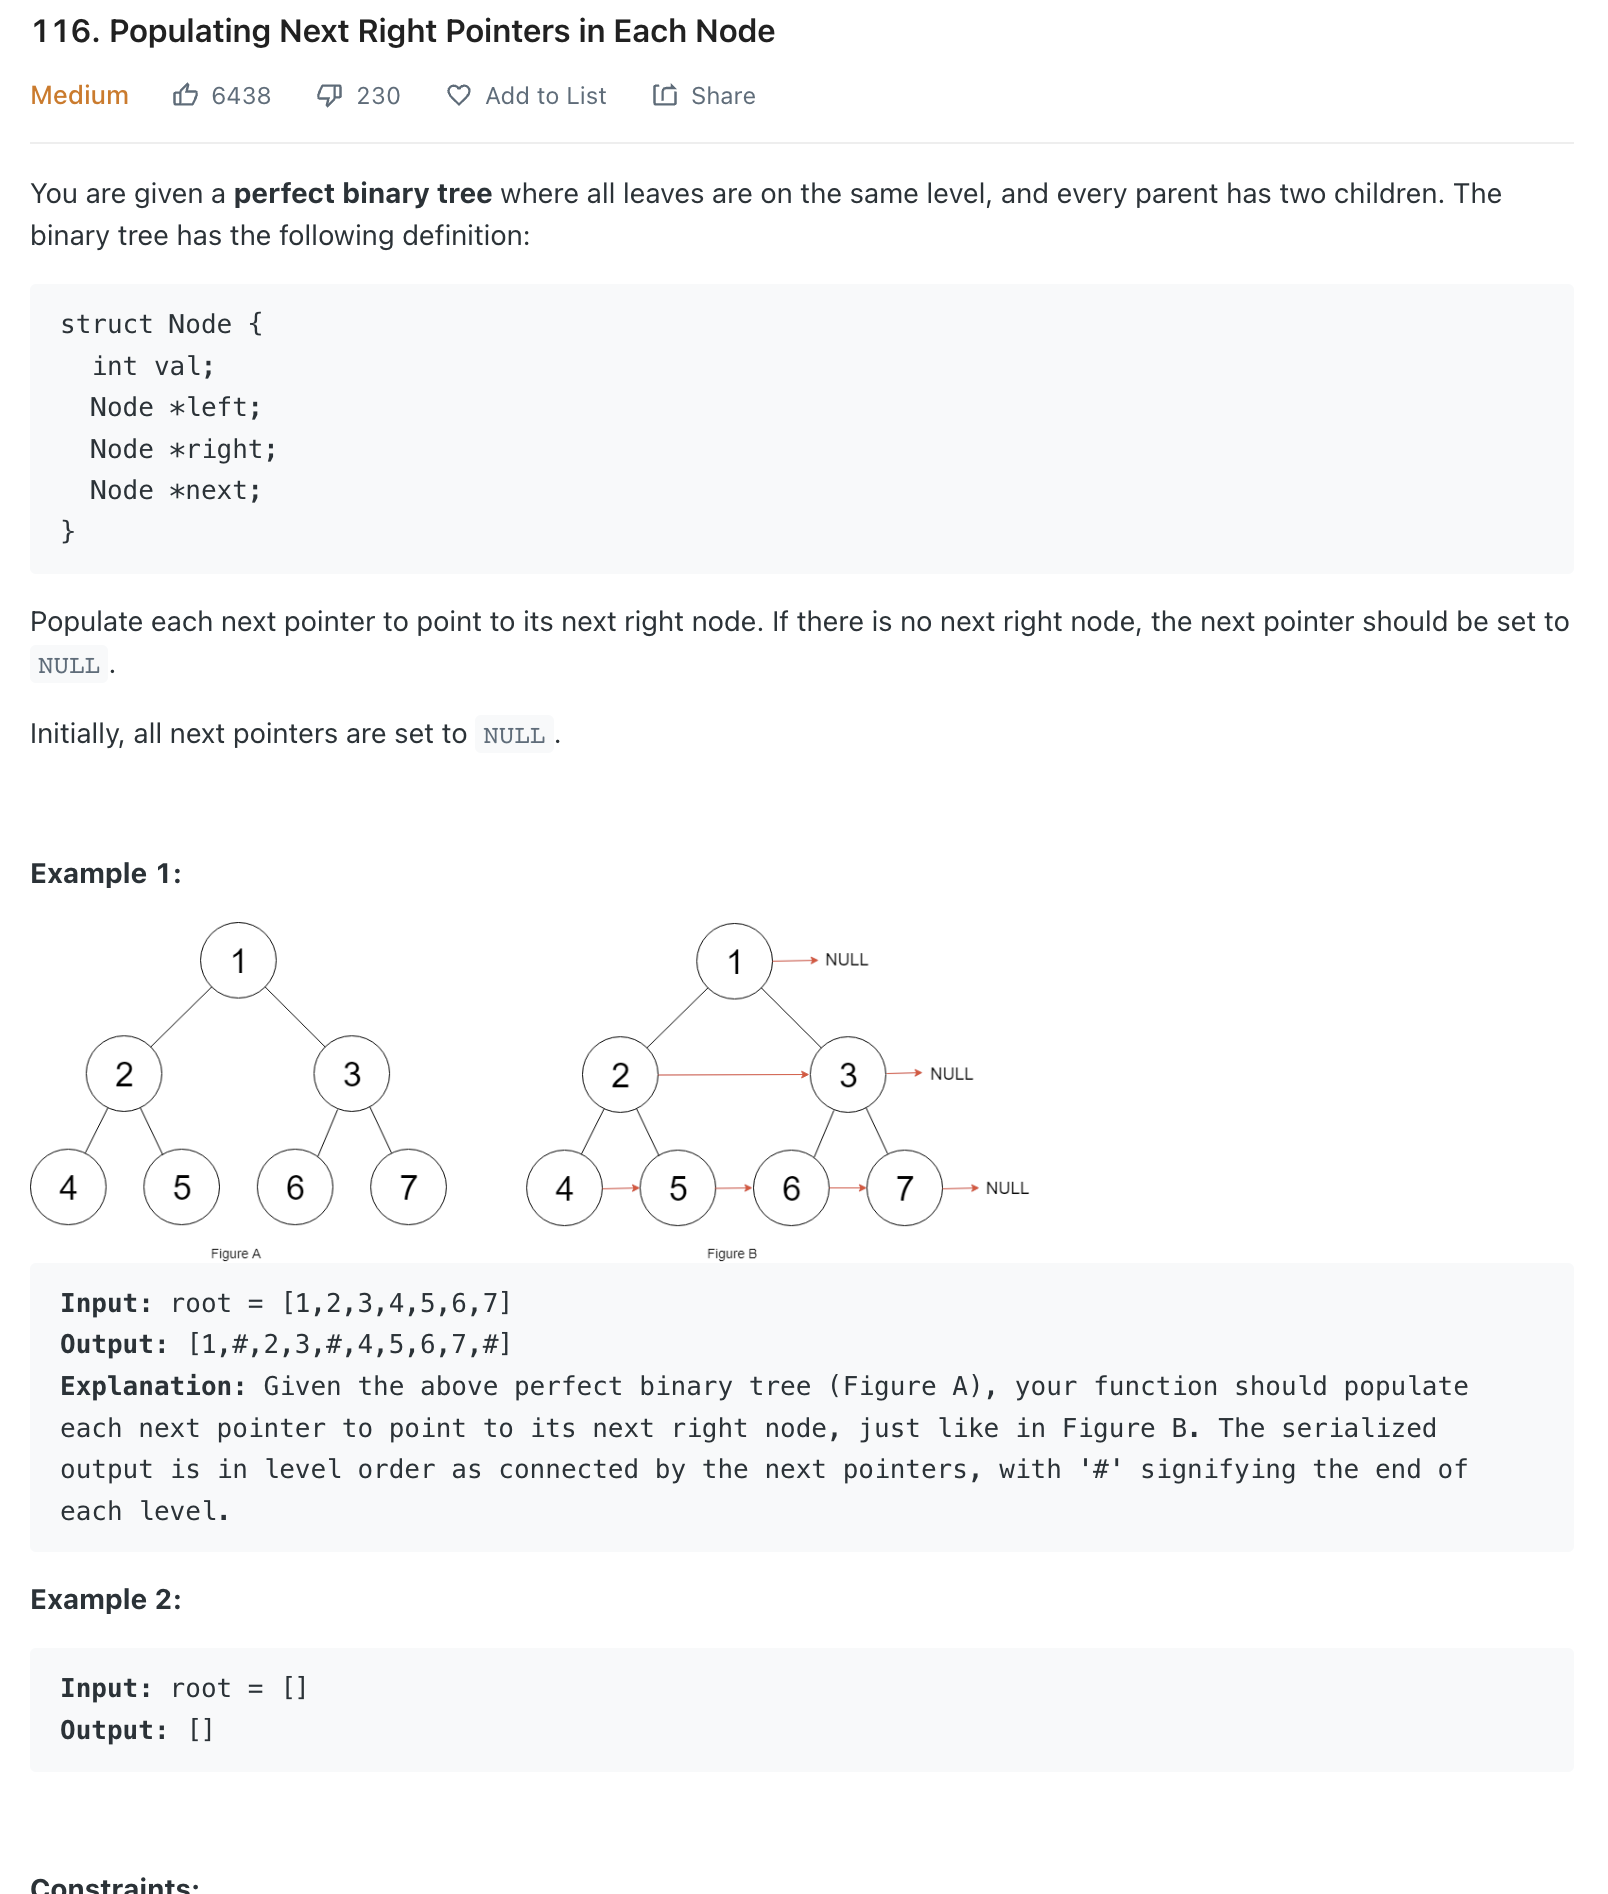 116. Populating Next Right Pointers in Each Node
Medium 6438 230 Add to List Share
You are given a perfect binary tree where all leaves are on the same level, and every parent has two children. The
binary tree has the following definition:
struct Node {
  int val;
  Node *left;
  Node *right;
  Node *next;
}
Populate each next pointer to point to its next right node. If there is no next right node, the next pointer should be set to
NULL.
Initially, all next pointers are set to NULL.
Example 1:
1
2 3
4 5 6 7
Figure A
1 NULL
2 3 NULL
4 5 6 7 NULL
Figure B
Input: root = [1,2,3,4,5,6,7]
Output: [1,#,2,3,#,4,5,6,7,#]
Explanation: Given the above perfect binary tree (Figure A), your function should populate
each next pointer to point to its next right node, just like in Figure B. The serialized
output is in level order as connected by the next pointers, with '#' signifying the end of
each level.
Example 2:
Input: root = []
Output: []
Constraints: